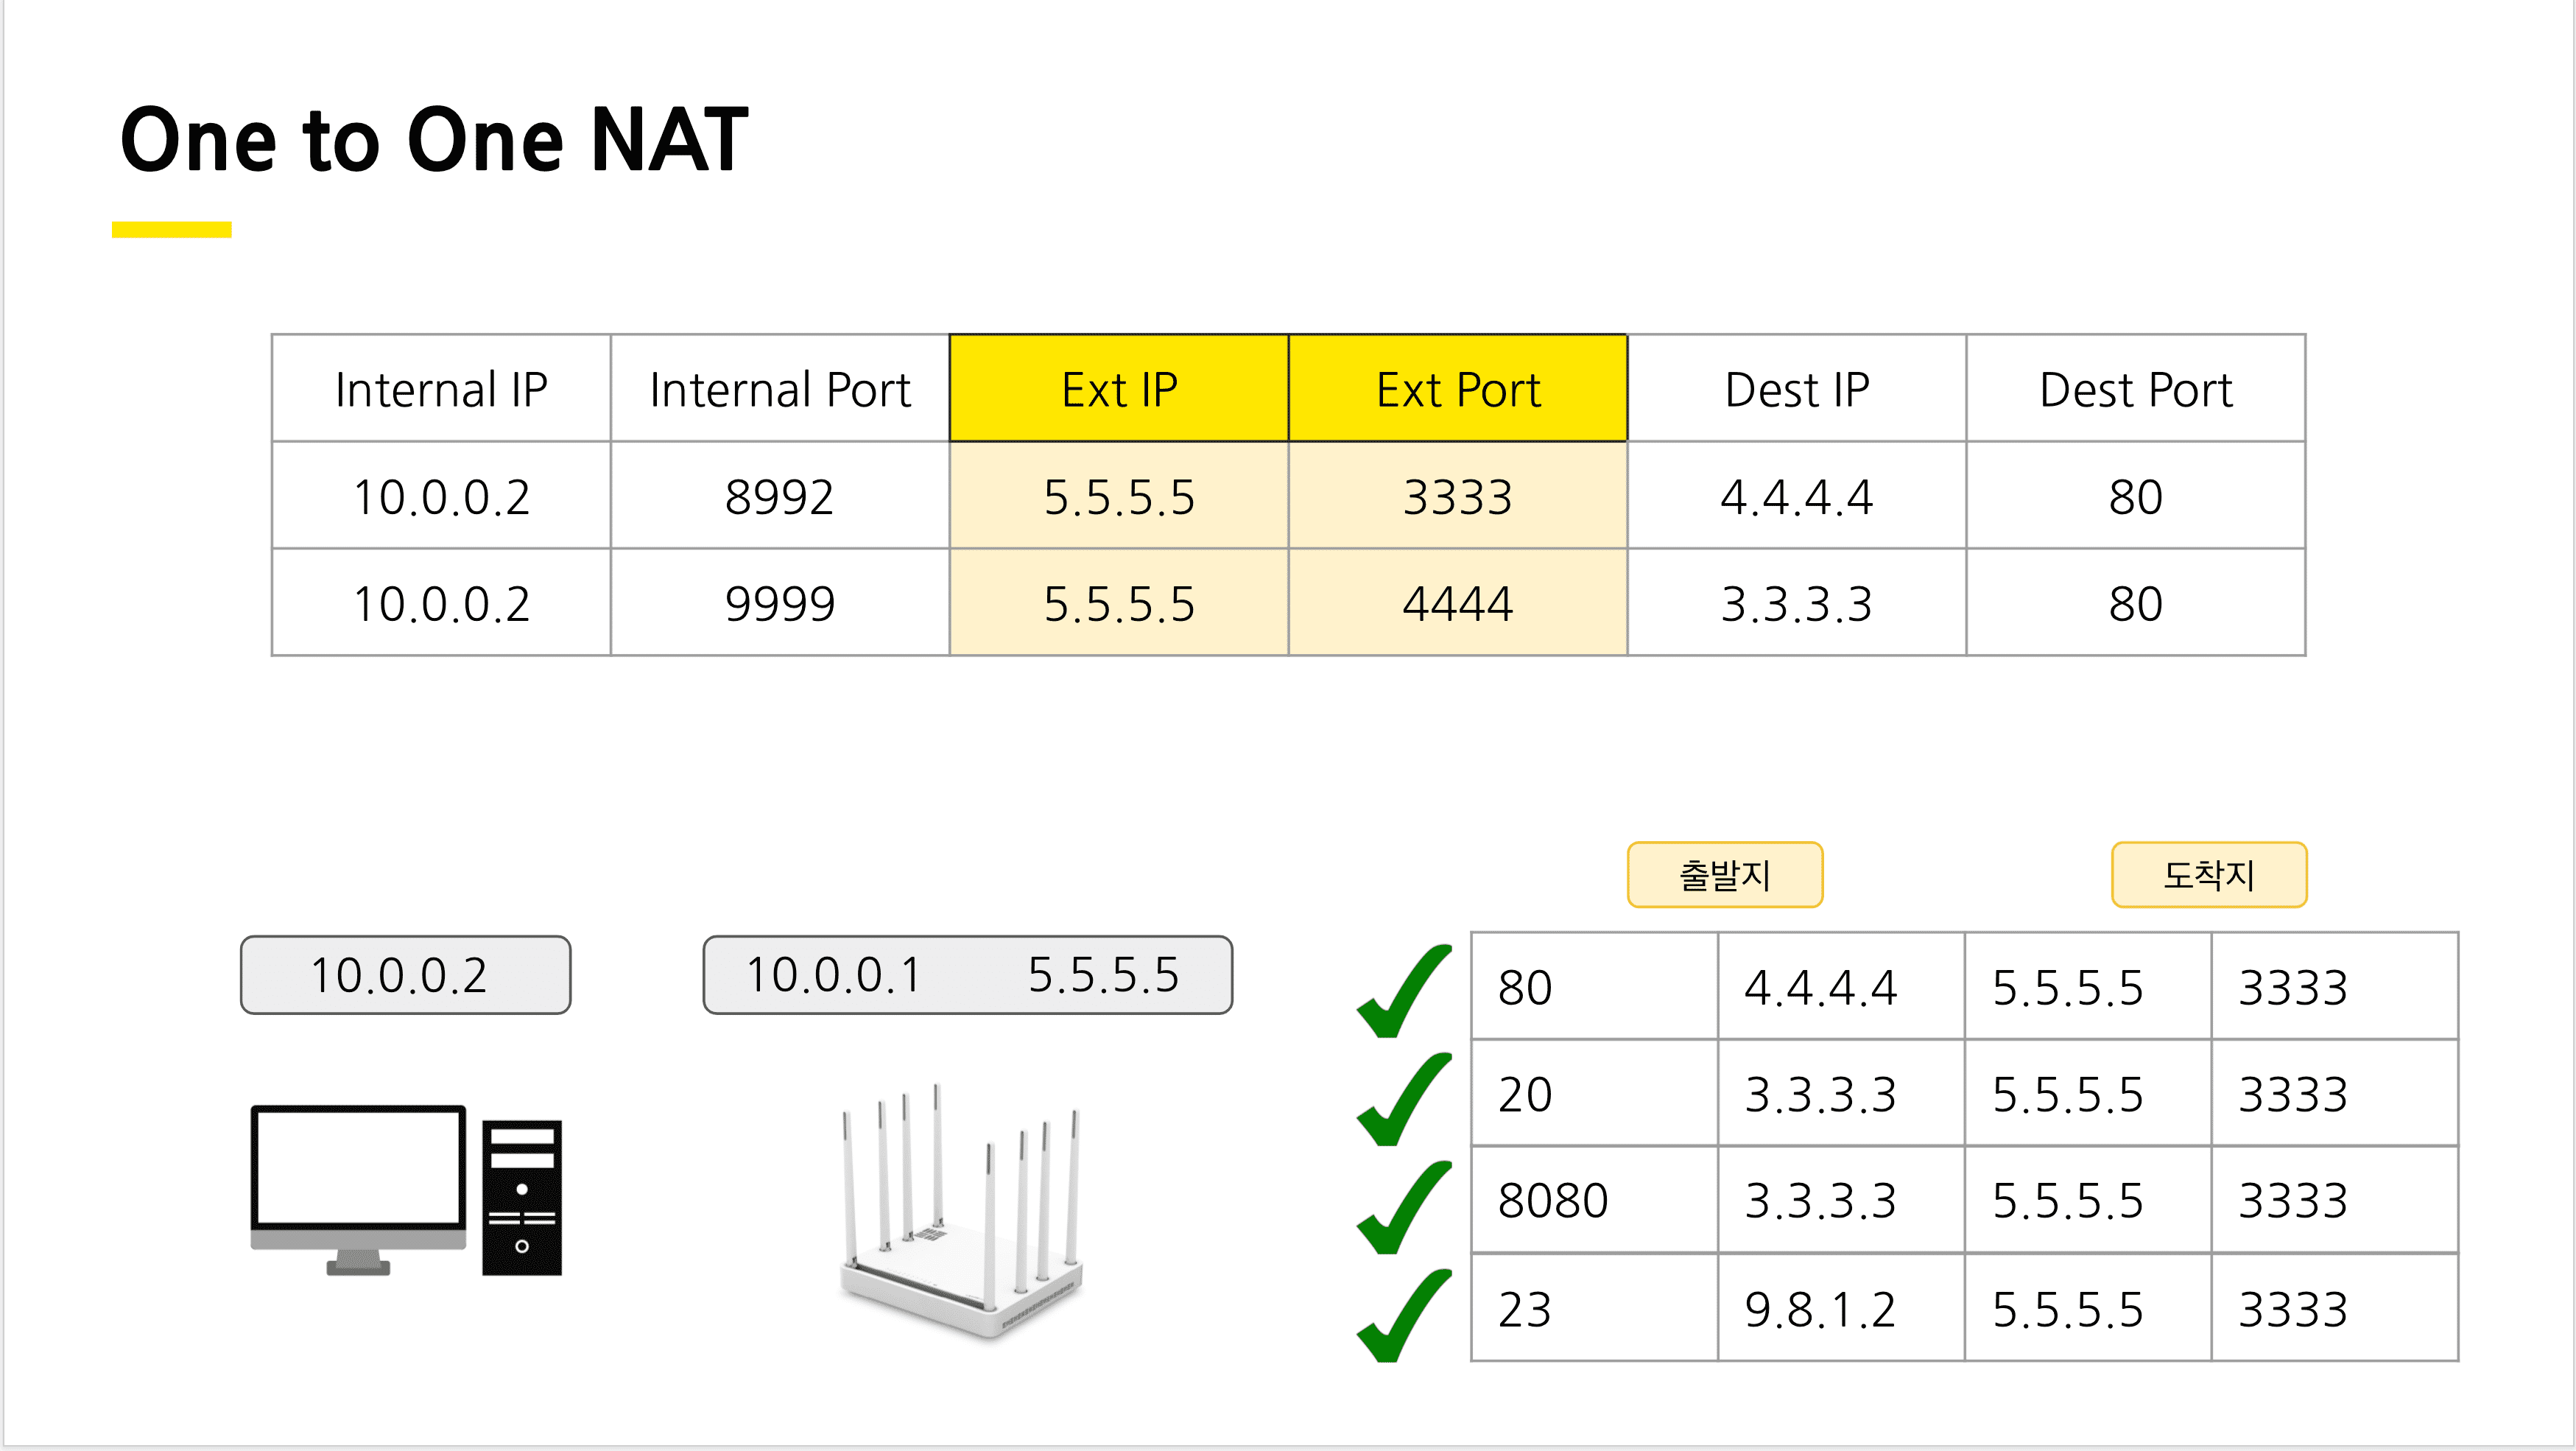 One to One NAT
Internal IP Internal Port Ext IP Ext Port Dest IP Dest Port
10.0.0.2 8992 5.5.5.5 3333 4.4.4.4 80
10.0.0.2 9999 5.5.5.5 4444 3.3.3.3 80
출발지 도착지
10.0.0.2
10.0.0.1 5.5.5.5
80 4.4.4.4 5.5.5.5 3333
20 3.3.3.3 5.5.5.5 3333
8080 3.3.3.3 5.5.5.5 3333
23 9.8.1.2 5.5.5.5 3333